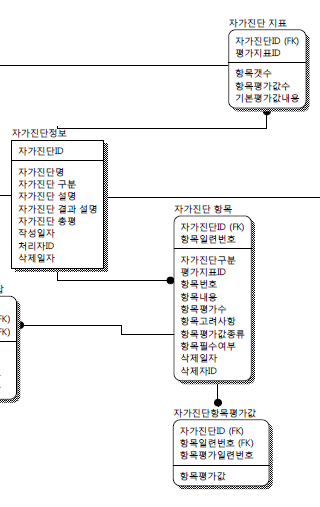 자가진단 지표
자가진단ID (FK)
평가지표ID
항목갯수
항목평가값수
기본평가값내용
자가진단정보
자가진단ID
자가진단명
자가진단 구분
자가진단 설명
자가진단 결과 설명
자가진단 총평
작성일자
처리자ID
삭제일자
자가진단 항목
자가진단ID (FK)
항목일련번호
자가진단구분
평가지표ID
항목번호
항목내용
항목평가수
항목고려사항
항목평가값종류
항목필수여부
삭제일자
삭제자ID
답
FK)
FK)
자가진단항목평가값
자가진단ID (FK)
항목일련번호 (FK)
항목평가일련번호
항목평가값